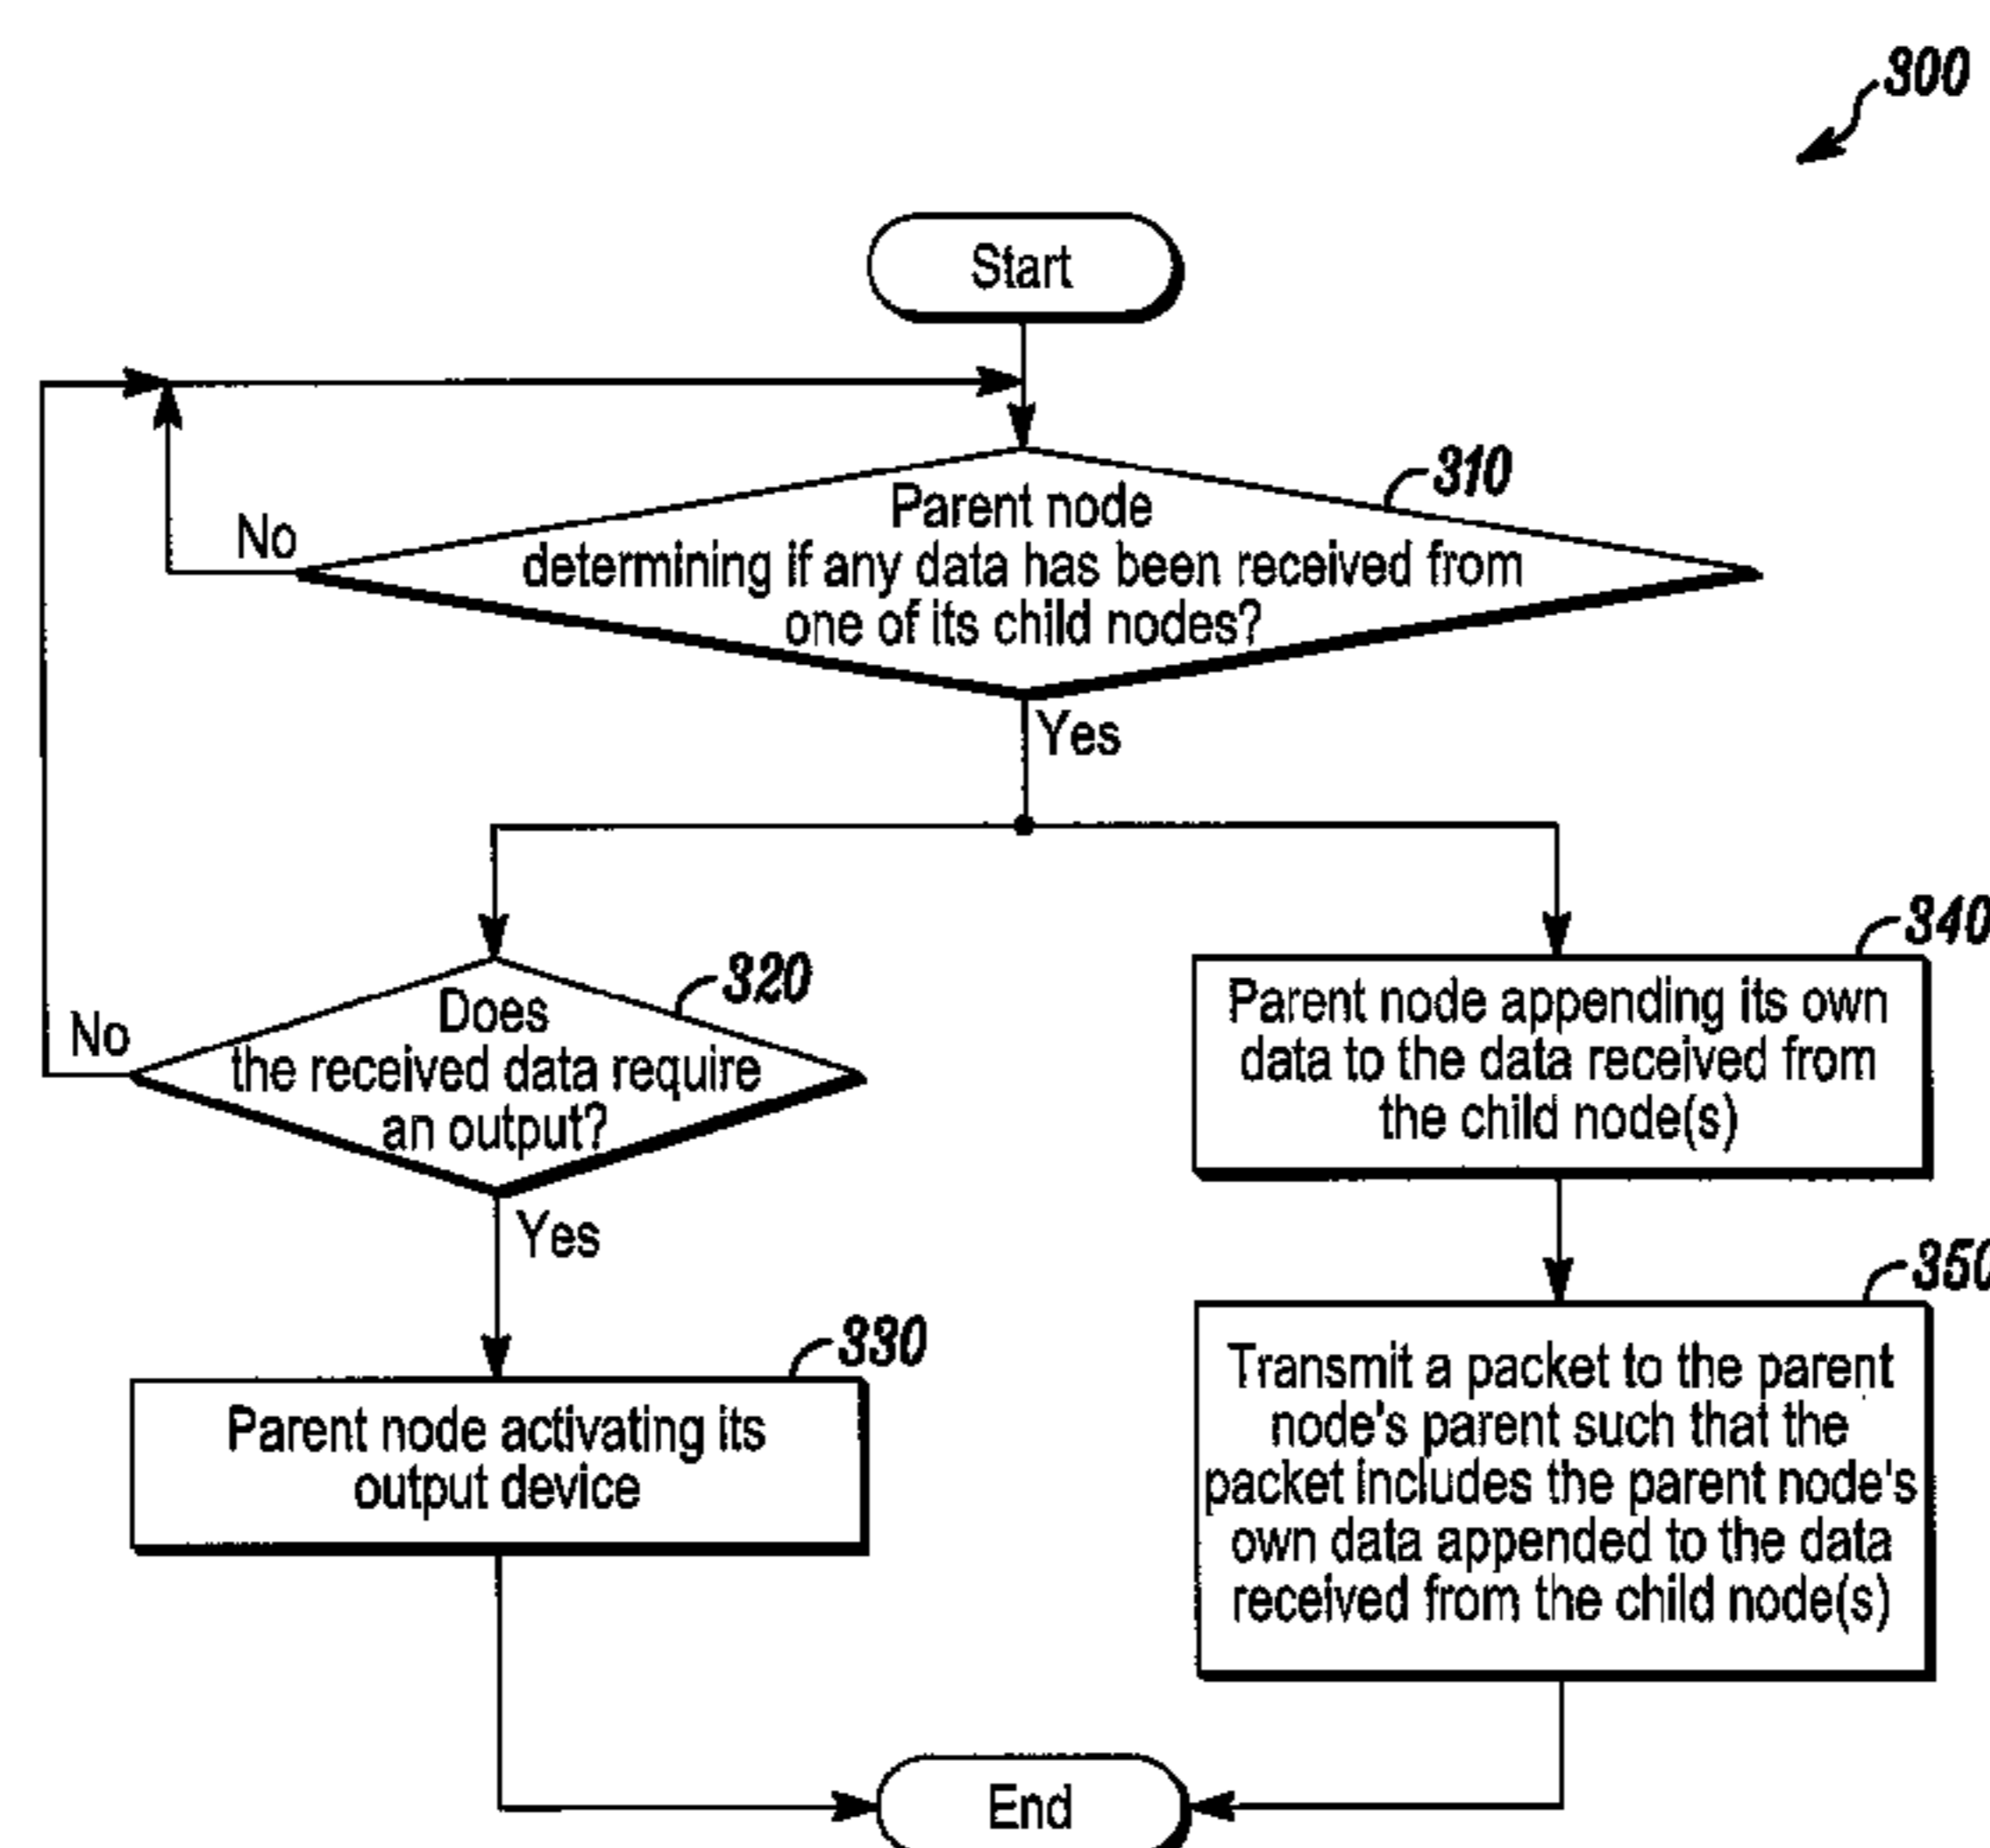 300
Start
310
Parent node
determining if any data has been received from
one of its child nodes?
No
Yes
320
Does
the received data require
an output?
No
Yes
340
Parent node appending its own
data to the data received from
the child node(s)
330
Parent node activating its
output device
350
Transmit a packet to the parent
node's parent such that the
packet includes the parent node's
own data appended to the data
received from the child node(s)
End